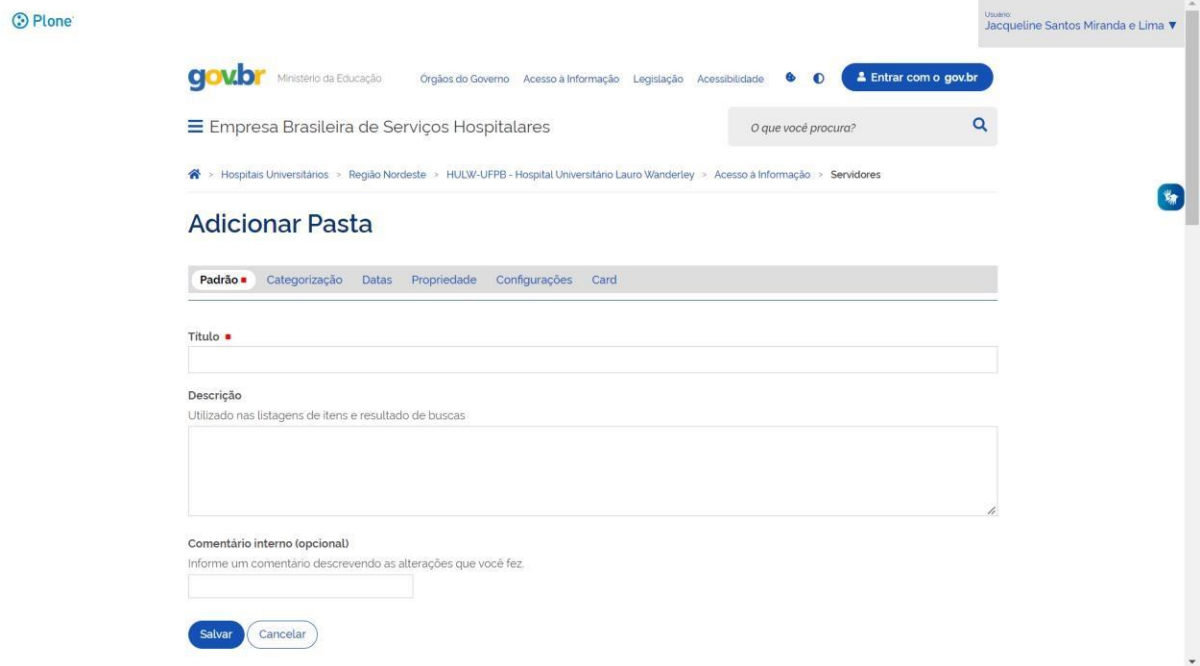 Plone
Usuário:
Jacqueline Santos Miranda e Lima ▼
gov.br Ministério da Educação Órgãos do Governo Acesso à Informação Legislação Acessibilidade Entrar com o gov.br
Empresa Brasileira de Serviços Hospitalares O que você procura?
> Hospitais Universitários > Região Nordeste > HULW-UFPB - Hospital Universitário Lauro Wanderley > Acesso à Informação > Servidores
Adicionar Pasta
Padrão Categorização Datas Propriedade Configurações Card
Título
Descrição
Utilizado nas listagens de itens e resultado de buscas
Comentário interno (opcional)
Informe um comentário descrevendo as alterações que você fez.
Salvar Cancelar